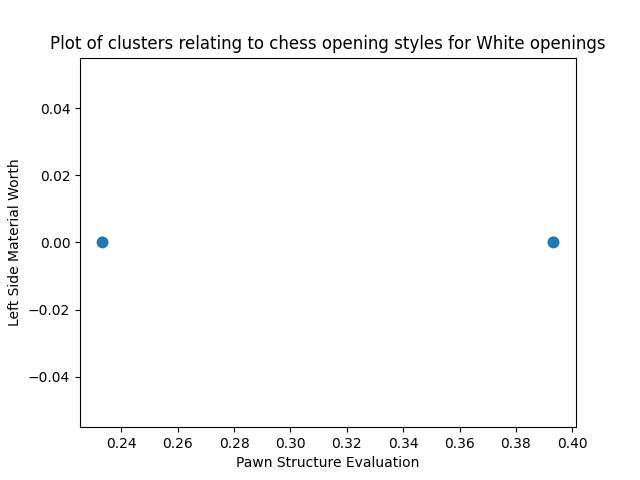 Plot of clusters relating to chess opening styles for White openings
Left Side Material Worth
0.04
0.02
0.00
−0.02
−0.04
0.24 0.26 0.28 0.30 0.32 0.34 0.36 0.38 0.40
Pawn Structure Evaluation